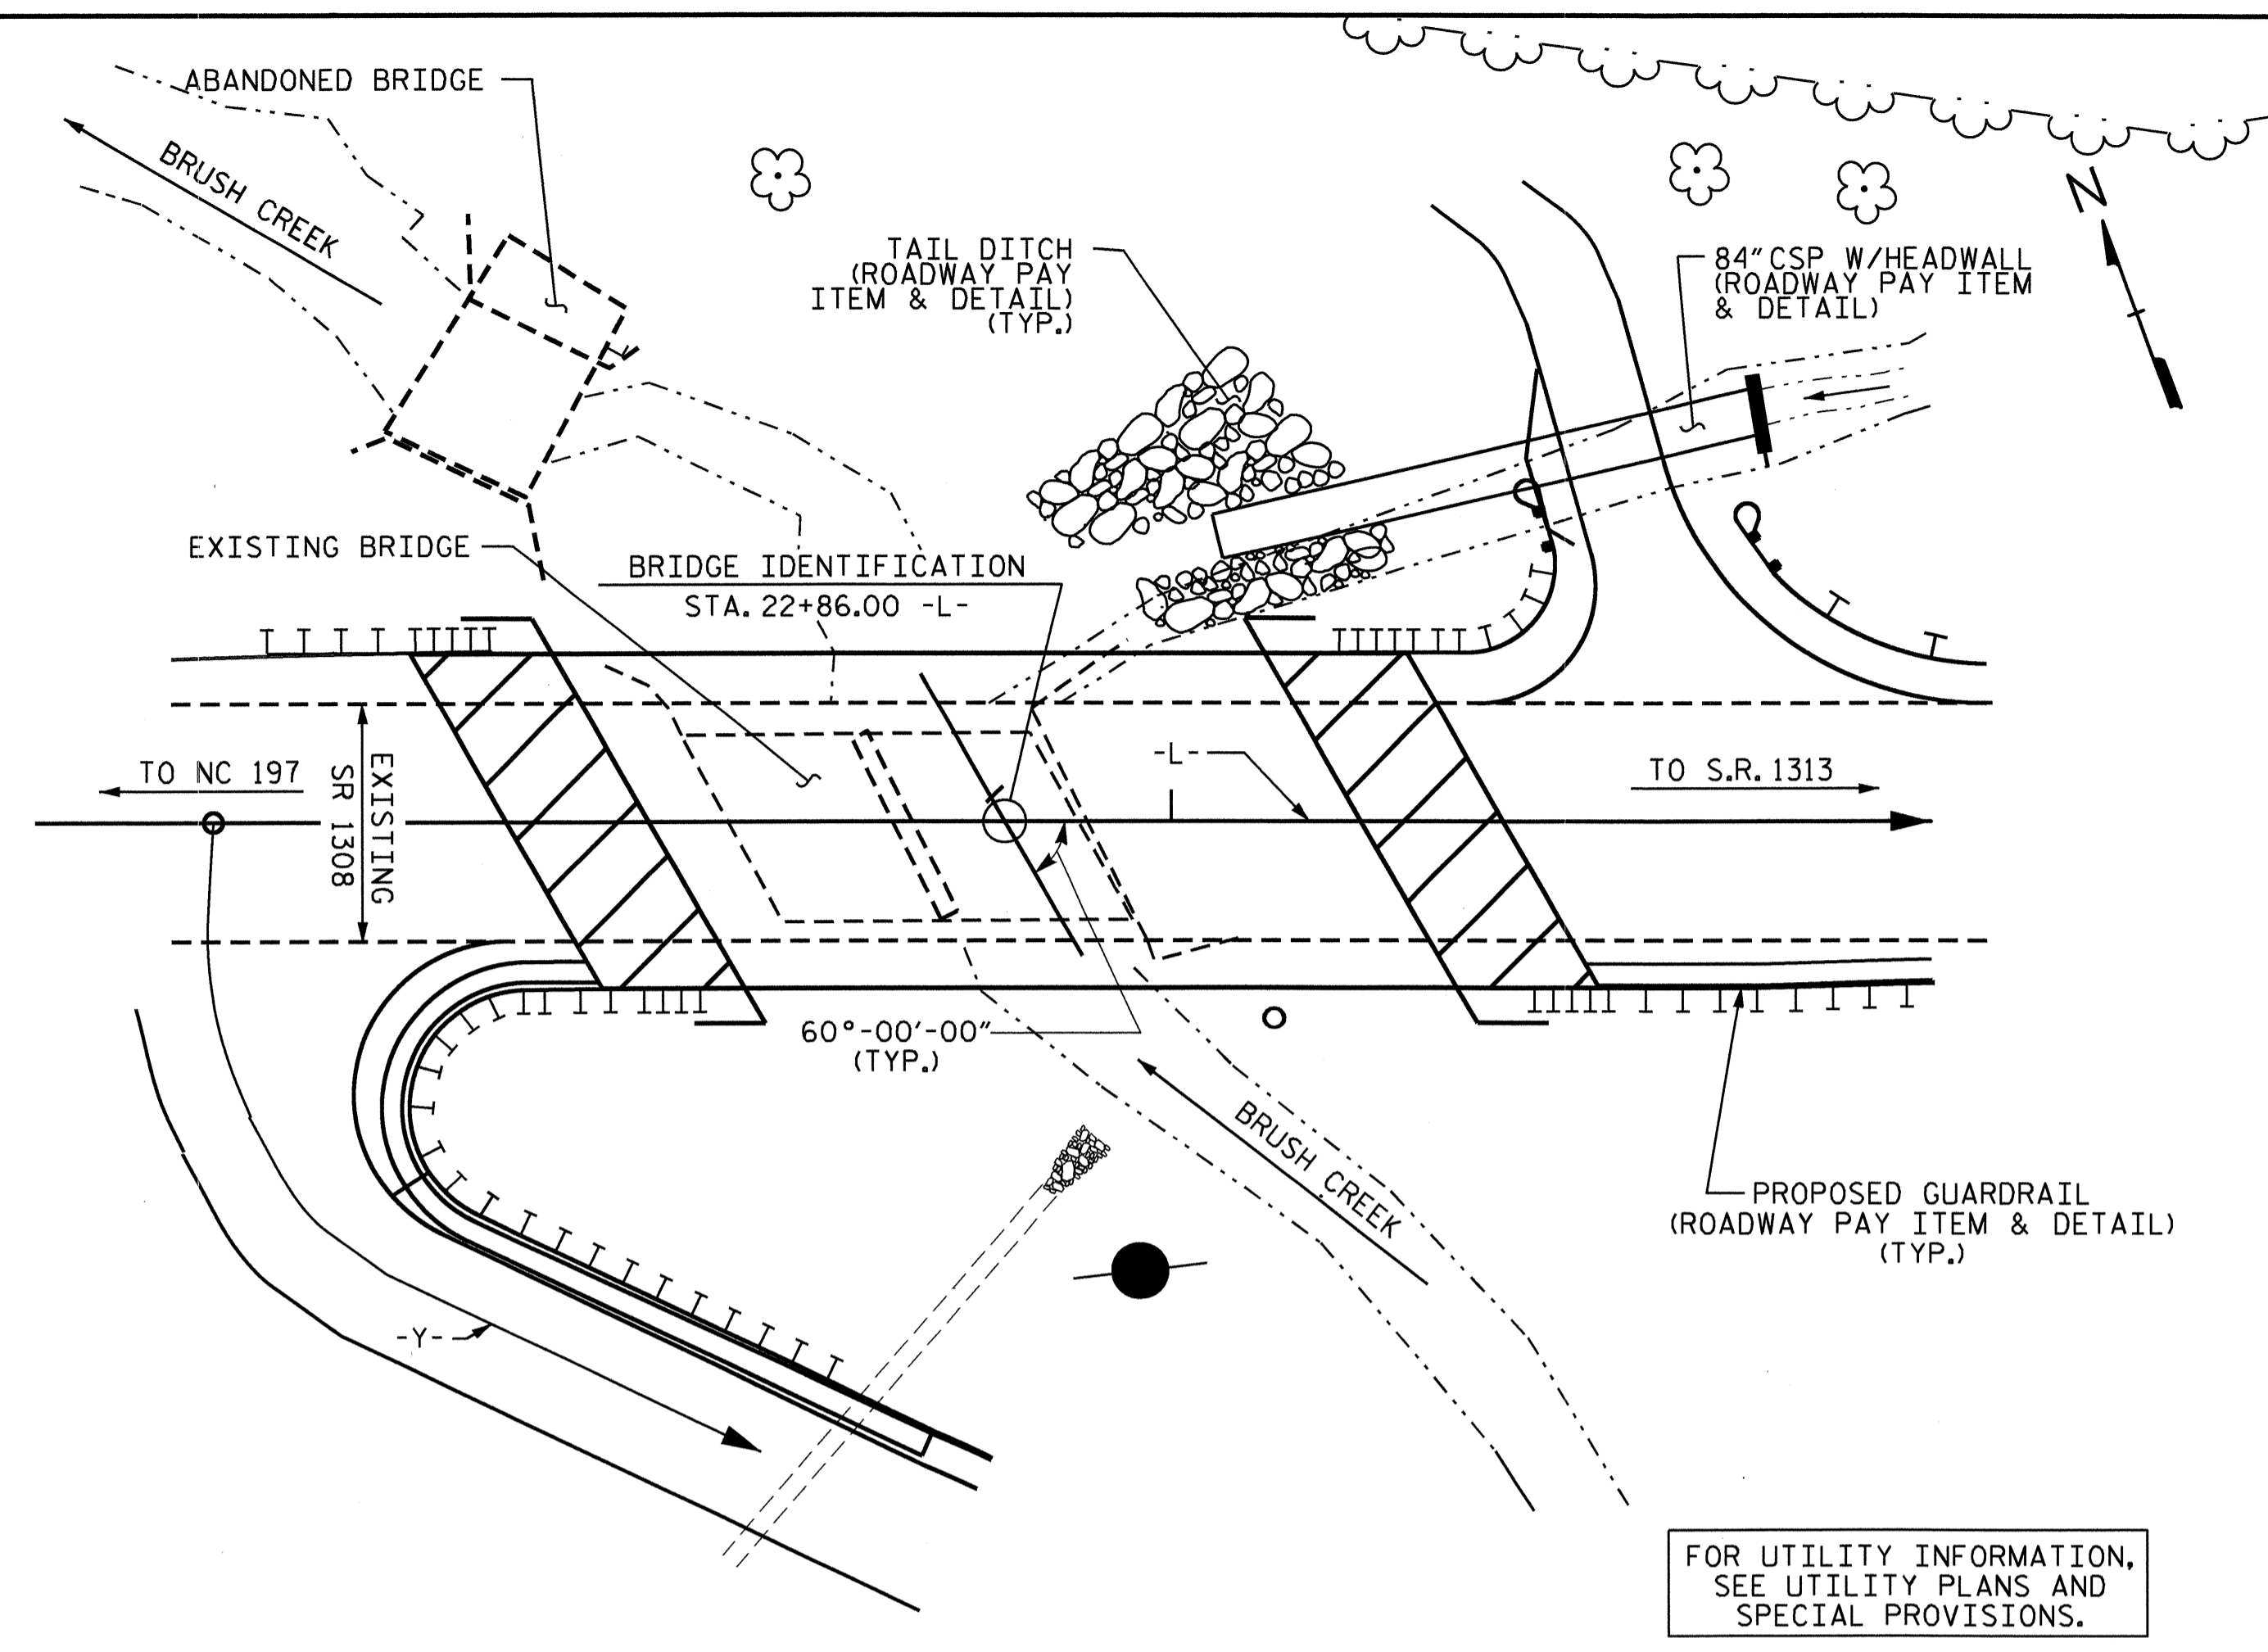 ABANDONED BRIDGE
BRUSH CREEK
N
TAIL DITCH
(ROADWAY PAY
ITEM & DETAIL)
(TYP.)
84" CSP W/HEADWALL
(ROADWAY PAY ITEM
& DETAIL)
EXISTING BRIDGE
BRIDGE IDENTIFICATION
STA. 22+86.00 -L-
TO NC 197
EXISTING
SR 1308
-L-
TO S.R. 1313
60°-00'-00"
(TYP.)
BRUSH CREEK
PROPOSED GUARDRAIL
(ROADWAY PAY ITEM & DETAIL)
(TYP.)
-Y-
FOR UTILITY INFORMATION,
SEE UTILITY PLANS AND
SPECIAL PROVISIONS.